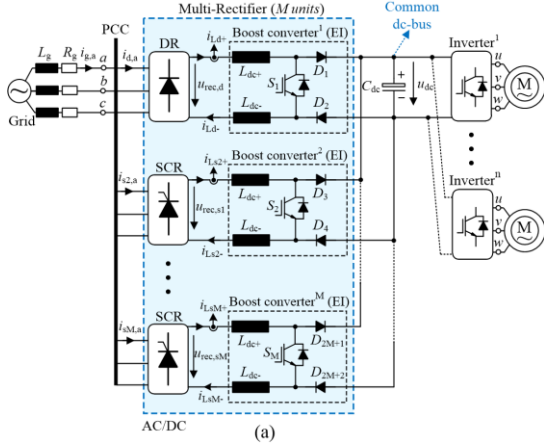 Multi-Rectifier (M units)
Common
dc-bus
PCC
Lg Rg ig,a a id,a
b
c
Grid
DR
iLd+
Boost converter1 (EI)
Ldc+ D1
S1
urec,d
Ldc- D2
iLd-
Cdc + −
udc
Inverter1
u
v
w
M
SCR
is2,a
iLs2+
Boost converter2 (EI)
Ldc+ D3
S2
urec,s1
Ldc- D4
iLs2-
Invertern
u
v
w
M
SCR
isM,a
iLsM+
Boost converterM (EI)
Ldc+ D2M+1
SM
urec,sM
Ldc- D2M+2
iLsM-
AC/DC
(a)